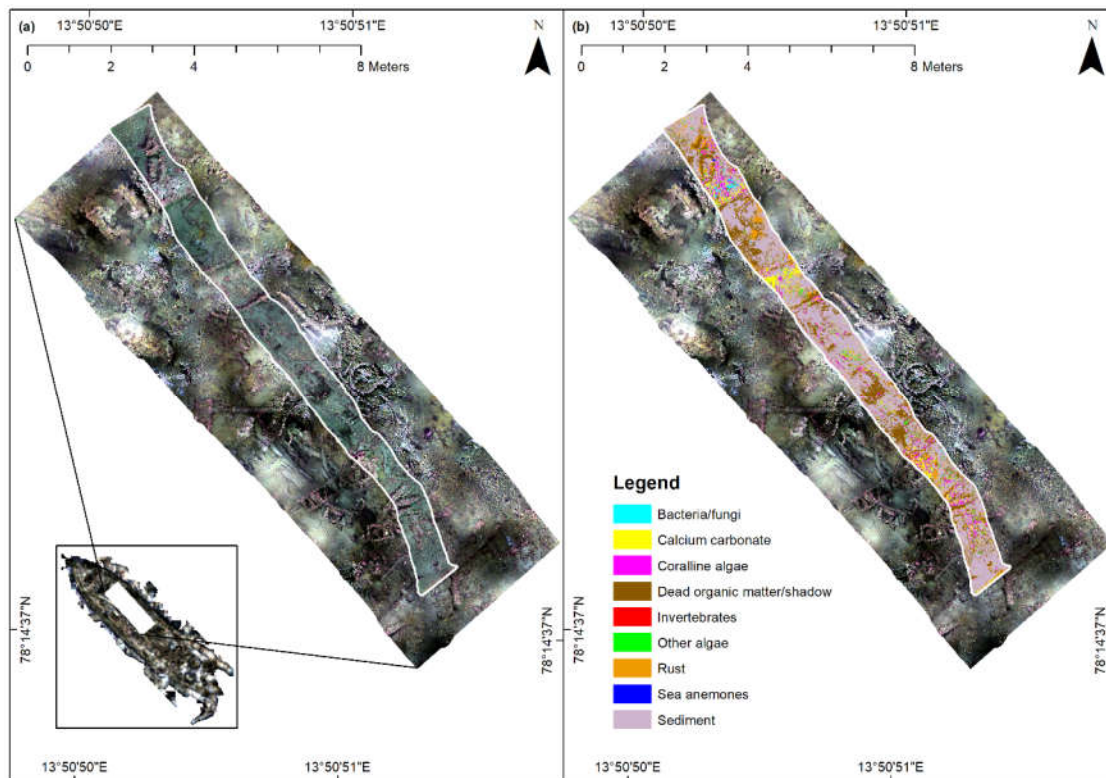 (a)
13°50'50"E
13°50'51"E
N
0 2 4 8 Meters
78°14'37"N
78°14'37"N
13°50'50"E
13°50'51"E
(b)
13°50'50"E
13°50'51"E
N
0 2 4 8 Meters
Legend
Bacteria/fungi
Calcium carbonate
Coralline algae
Dead organic matter/shadow
Invertebrates
Other algae
Rust
Sea anemones
Sediment
78°14'37"N
13°50'50"E
13°50'51"E